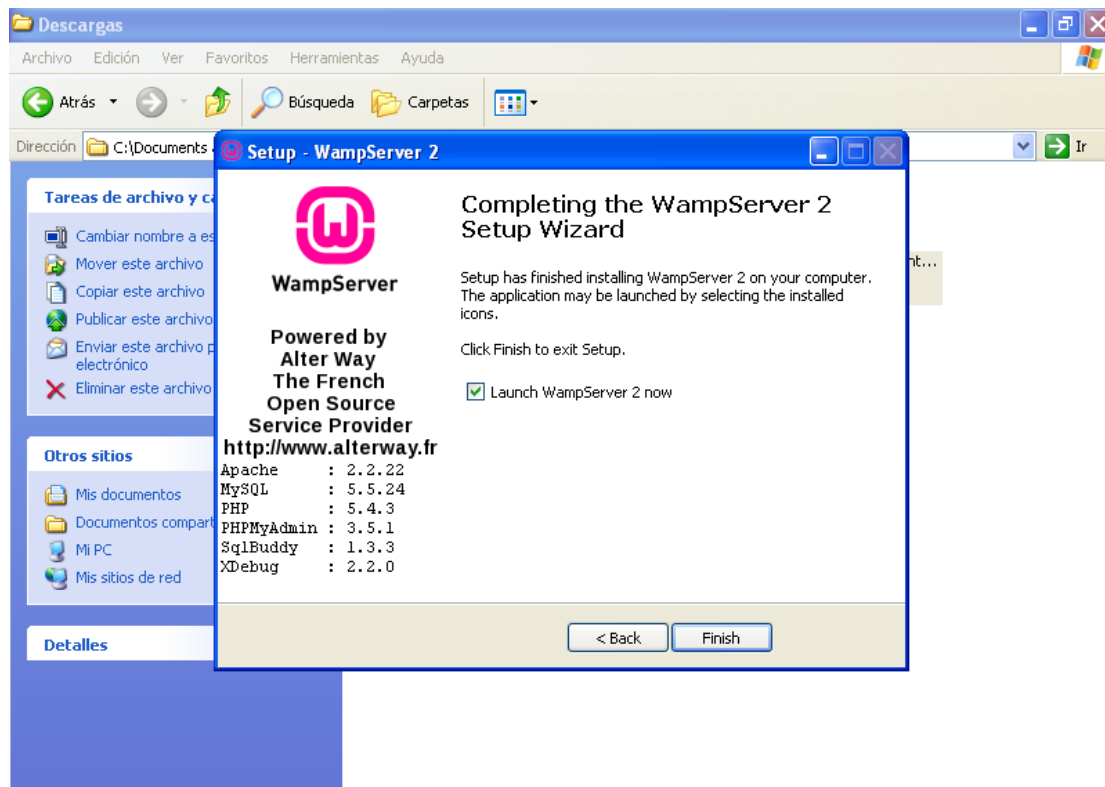 Descargas
Archivo Edición Ver Favoritos Herramientas Ayuda
Atrás Búsqueda Carpetas
Dirección C:\Documents Ir
Setup - WampServer 2
Tareas de archivo y
Cambiar nombre a
Mover este archivo
Copiar este archivo
Publicar este archivo
Enviar este archivo
electrónico
Eliminar este archivo
Otros sitios
Mis documentos
Documentos
Mi PC
Mis sitios de red
Detalles
W
WampServer
Powered by
Alter Way
The French
Open Source
Service Provider
http://www.alterway.fr
Apache : 2.2.22
MySQL : 5.5.24
PHP : 5.4.3
PHPMyAdmin : 3.5.1
SqlBuddy : 1.3.3
XDebug : 2.2.0
Completing the WampServer 2
Setup Wizard
Setup has finished installing WampServer 2 on your computer.
The application may be launched by selecting the installed
icons.
Click Finish to exit Setup.
Launch WampServer 2 now
< Back Finish